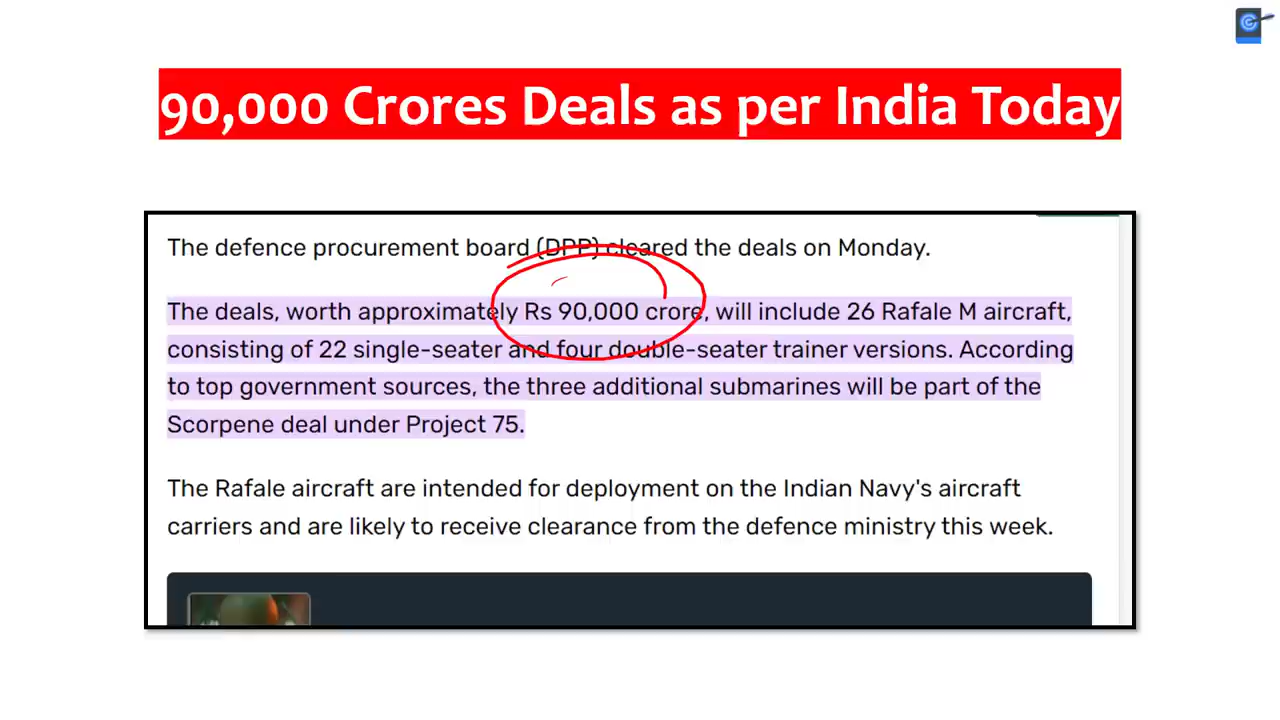 90,000 Crores Deals as per India Today
The defence procurement board (DPP) cleared the deals on Monday.
The deals, worth approximately Rs 90,000 crore, will include 26 Rafale M aircraft,
consisting of 22 single-seater and four double-seater trainer versions. According
to top government sources, the three additional submarines will be part of the
Scorpene deal under Project 75.
The Rafale aircraft are intended for deployment on the Indian Navy's aircraft
carriers and are likely to receive clearance from the defence ministry this week.